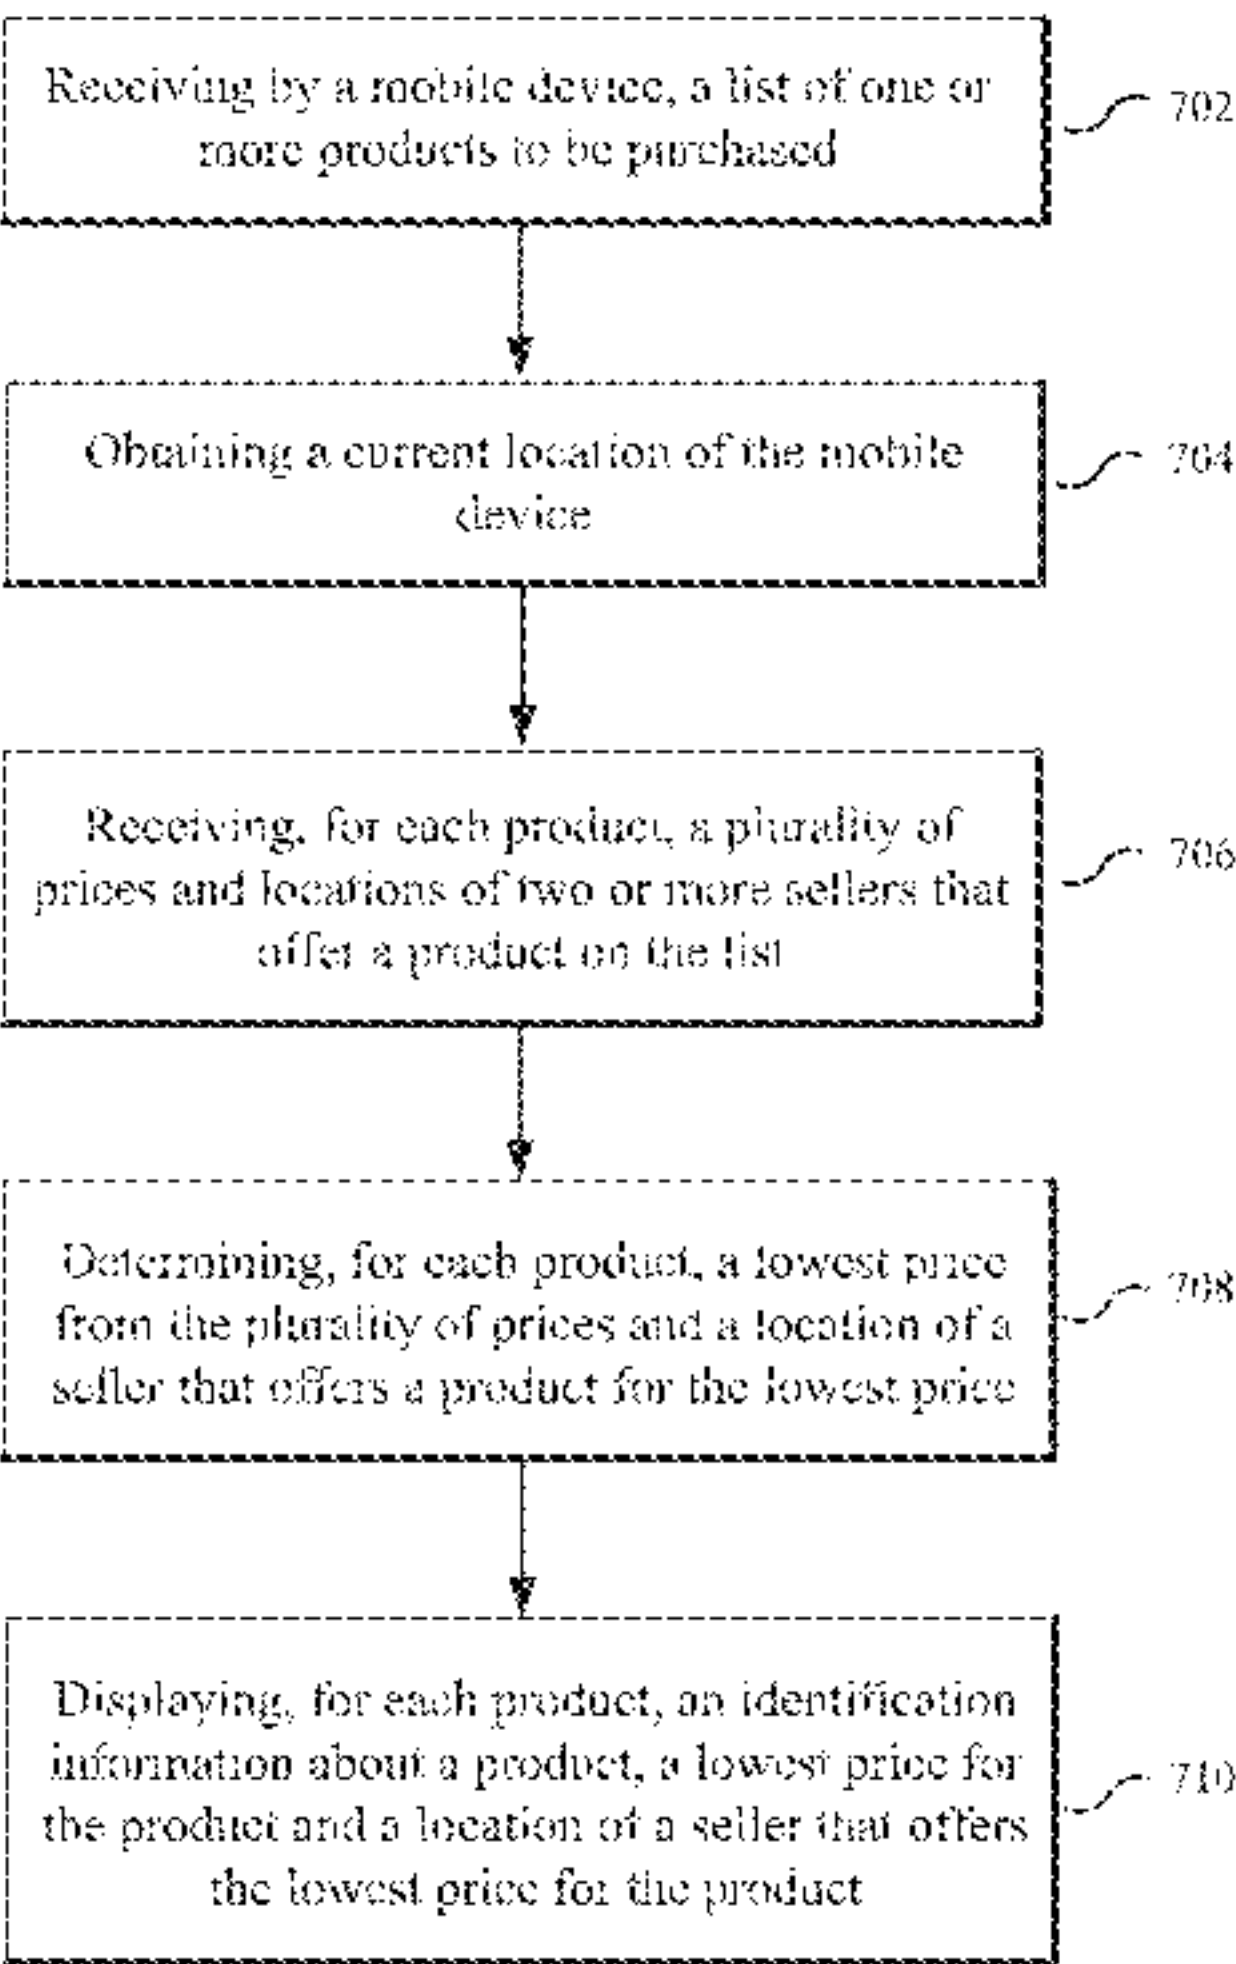 Receiving by a mobile device, a list of one or
more products to be purchased
702
Obtaining a current location of the mobile
device
704
Receiving, for each product, a plurality of
prices and locations of two or more sellers that
offer a product on the list
706
Determining, for each product, a lowest price
from the plurality of prices and a location of a
seller that offers a product for the lowest price
708
Displaying, for each product, an identification
information about a product, a lowest price for
the product and a location of a seller that offers
the lowest price for the product
710